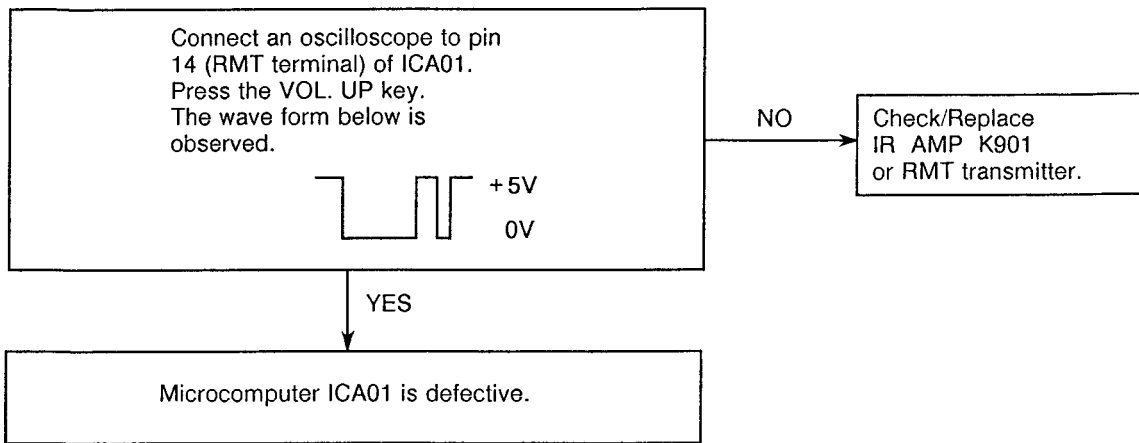 Connect an oscilloscope to pin
14 (RMT terminal) of ICA01.
Press the VOL. UP key.
The wave form below is
observed.
+5V
0V
NO
Check/Replace
IR AMP K901
or RMT transmitter.
YES
Microcomputer ICA01 is defective.